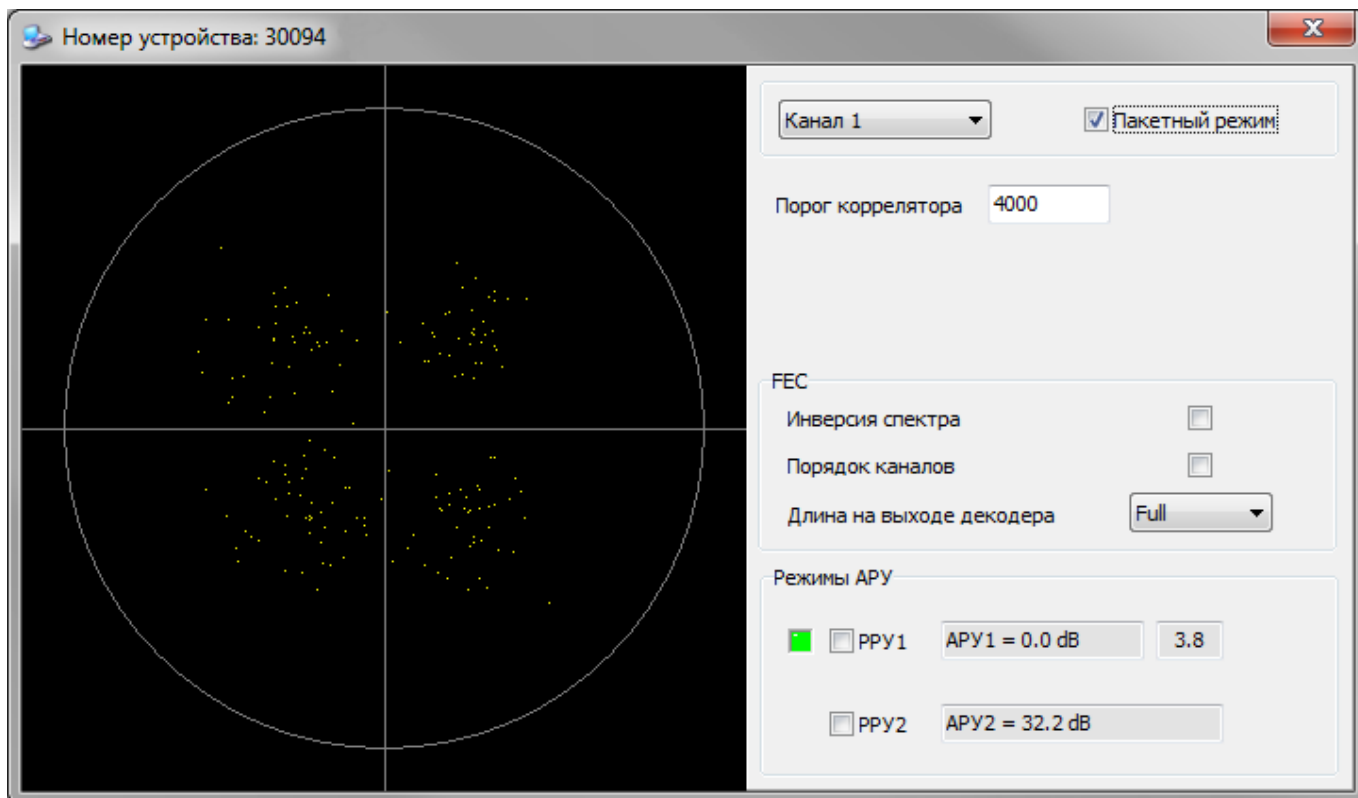 Номер устройства: 30094
Канал 1
Пакетный режим
Порог коррелятора 4000
FEC
Инверсия спектра
Порядок каналов
Длина на выходе декодера Full
Режимы АРУ
РРУ1 АРУ1 = 0.0 dB 3.8
РРУ2 АРУ2 = 32.2 dB